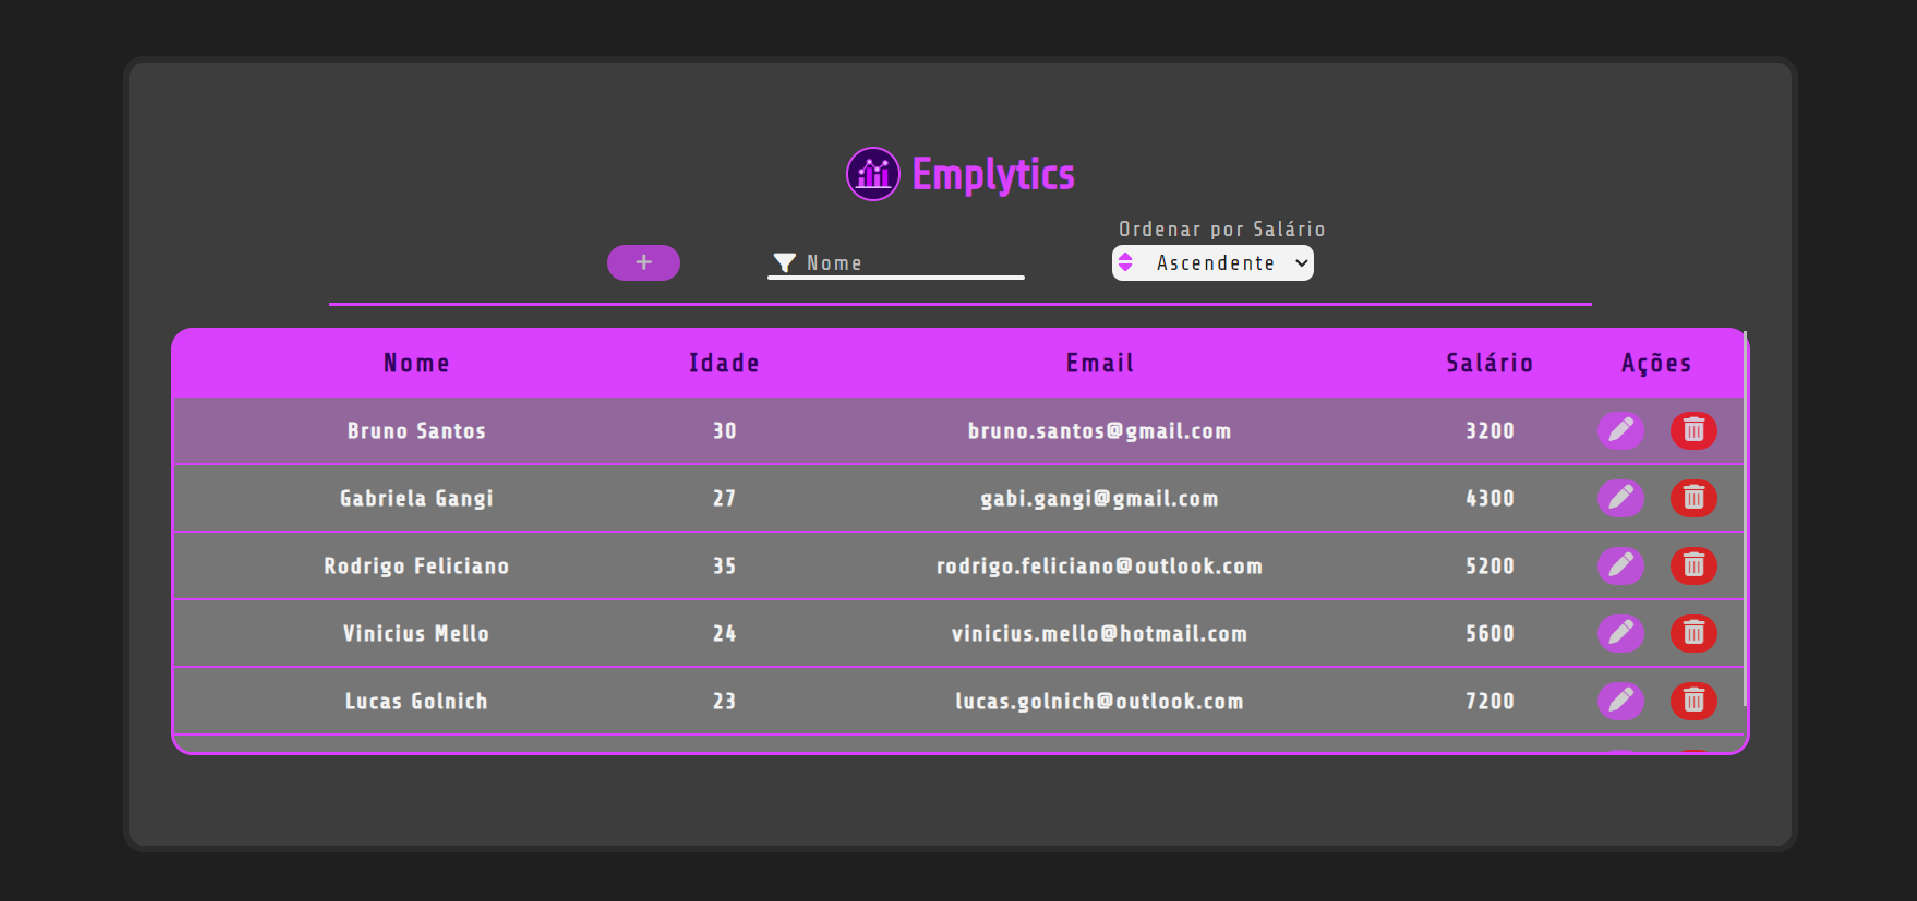 Emplytics
Ordenar por Salário
+ Nome Ascendente
Nome Idade Email Salário Ações
Bruno Santos 30 bruno.santos@gmail.com 3200
Gabriela Gangi 27 gabi.gangi@gmail.com 4300
Rodrigo Feliciano 35 rodrigo.feliciano@outlook.com 5200
Vinicius Mello 24 vinicius.mello@hotmail.com 5600
Lucas Golnich 23 lucas.golnich@outlook.com 7200